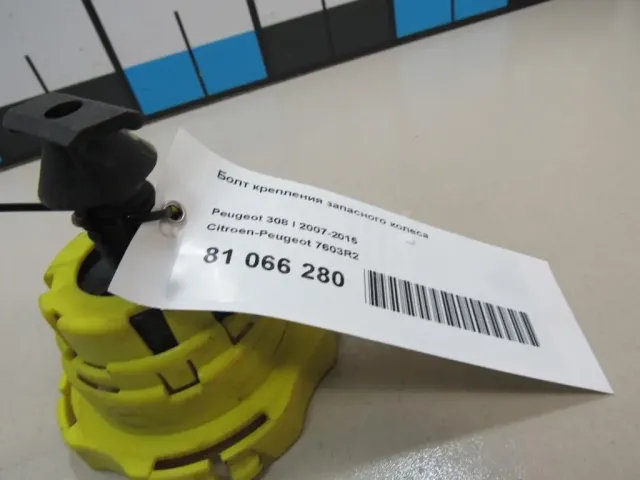 Болт крепления запасного колеса
Peugeot 308 I 2007-2015
Citroen-Peugeot 7603R2
81 066 280